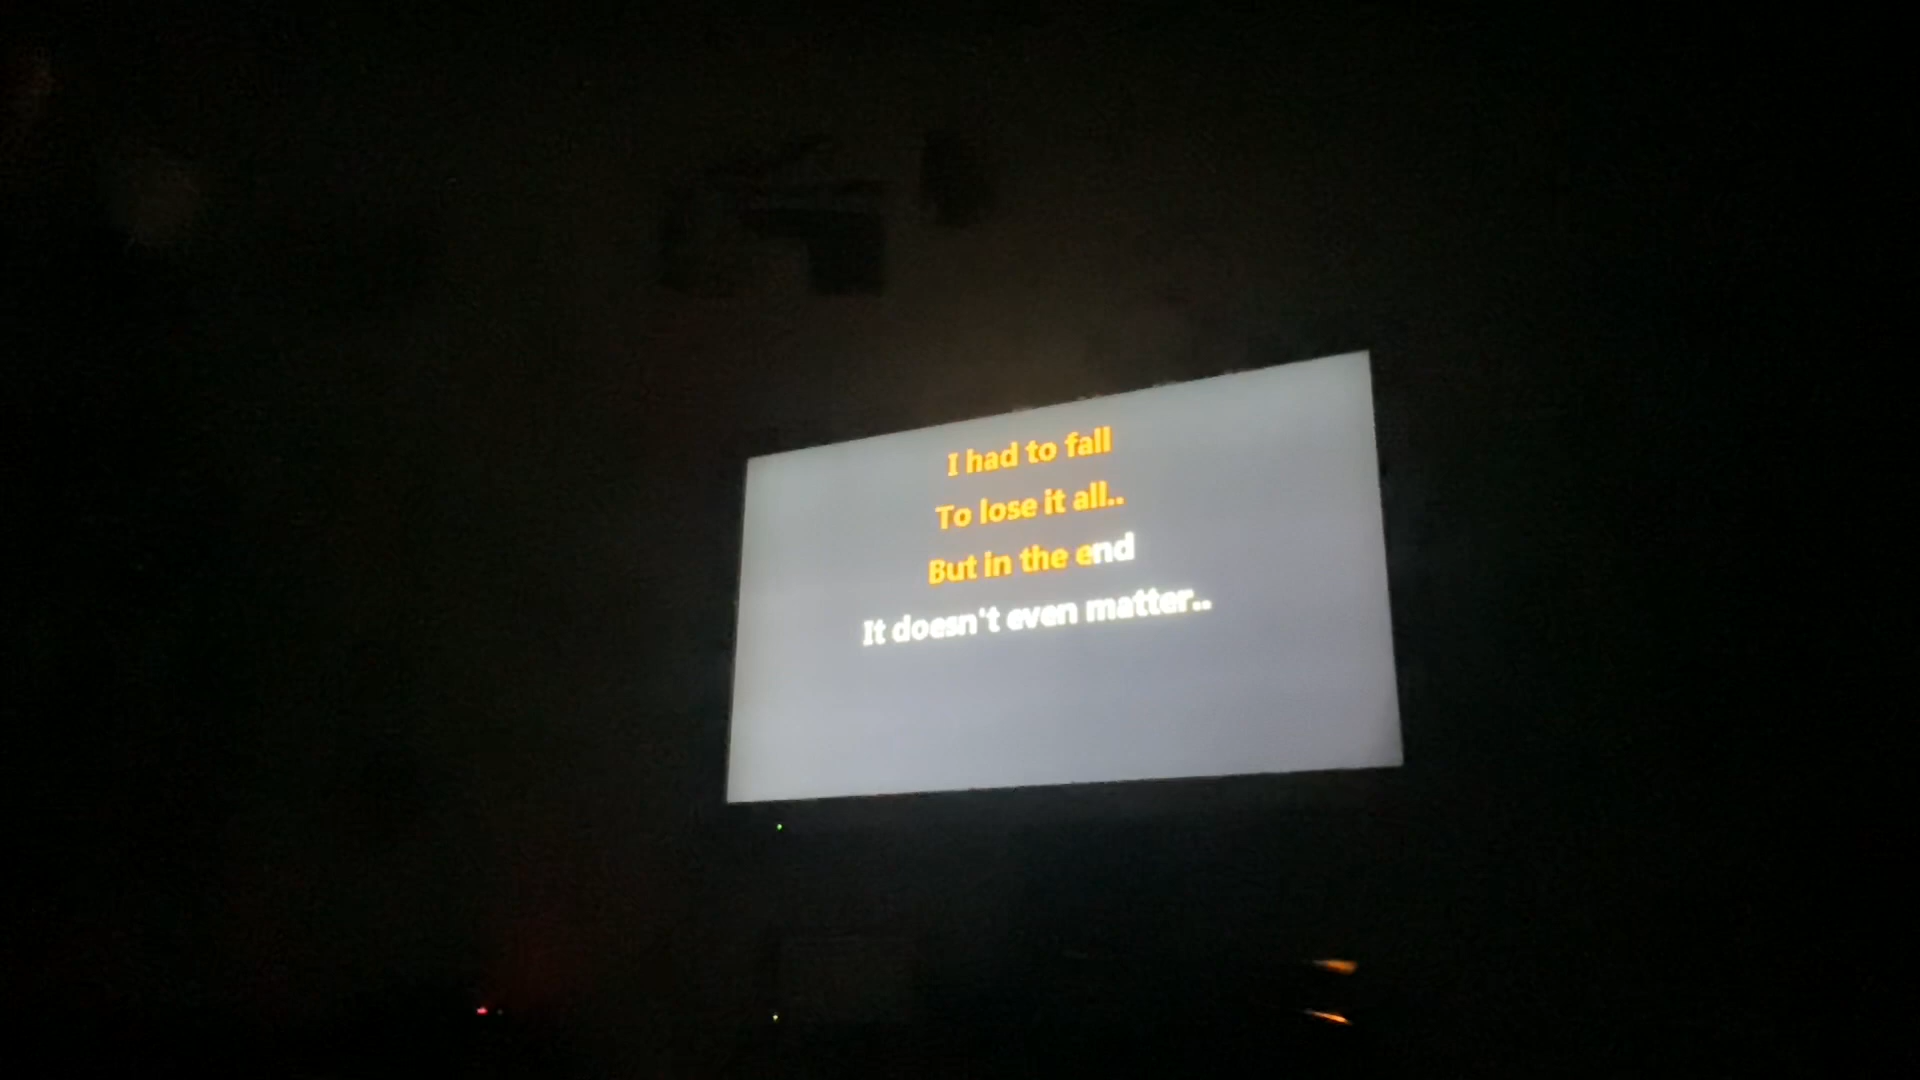 I had to fall
To lose it all..
But in the end
It doesn't even matter..